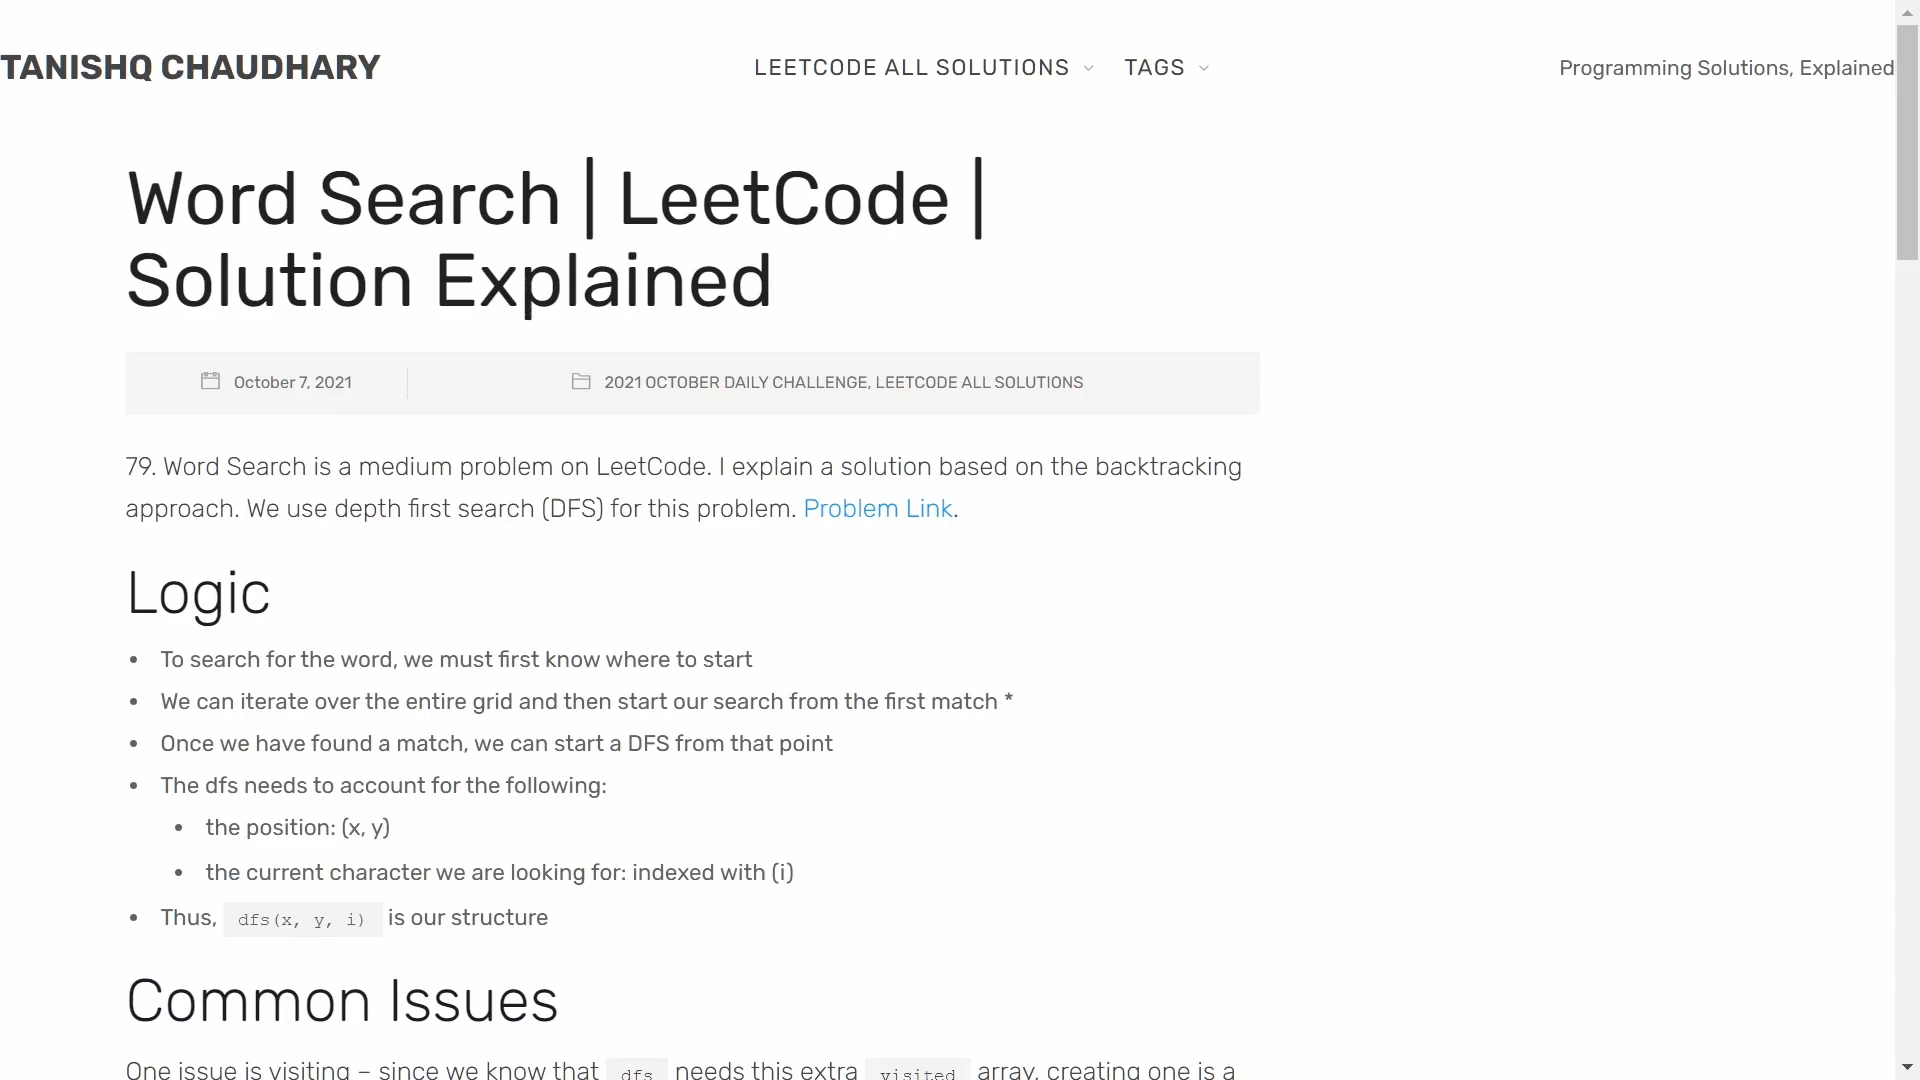 TANISHQ CHAUDHARY
LEETCODE ALL SOLUTIONS
TAGS
Programming Solutions, Explained
Word Search | LeetCode |
Solution Explained
October 7, 2021
2021 OCTOBER DAILY CHALLENGE, LEETCODE ALL SOLUTIONS
79. Word Search is a medium problem on LeetCode. I explain a solution based on the backtracking
approach. We use depth first search (DFS) for this problem. Problem Link.
Logic
• To search for the word, we must first know where to start
• We can iterate over the entire grid and then start our search from the first match *
• Once we have found a match, we can start a DFS from that point
• The dfs needs to account for the following:
• the position: (x, y)
• the current character we are looking for: indexed with (i)
• Thus, dfs(x, y, i) is our structure
Common Issues
One issue is visiting – since we know that dfs needs this extra visited array, creating one is a